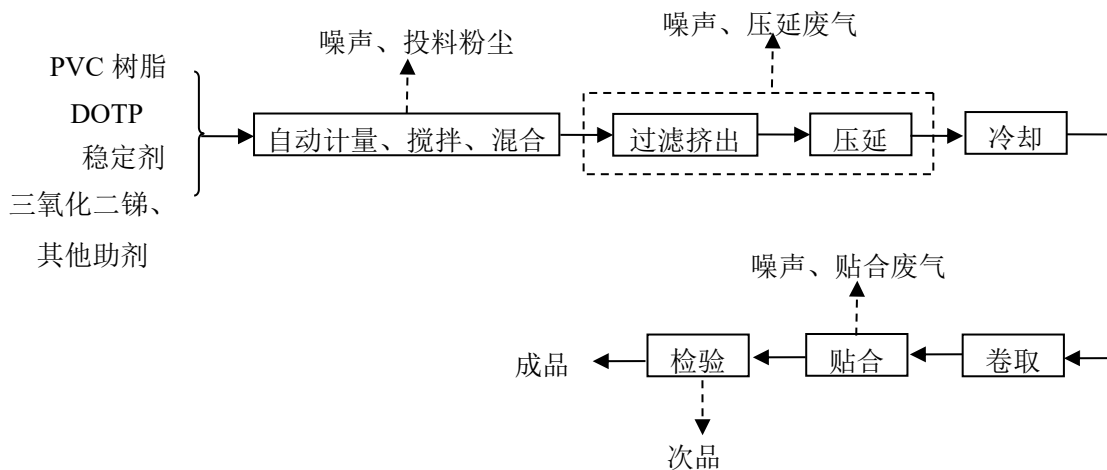 噪声、投料粉尘
噪声、压延废气
PVC 树脂
DOTP
稳定剂
三氧化二锑、
其他助剂
自动计量、搅拌、混合
过滤挤出
压延
冷却
噪声、贴合废气
成品
检验
贴合
卷取
次品